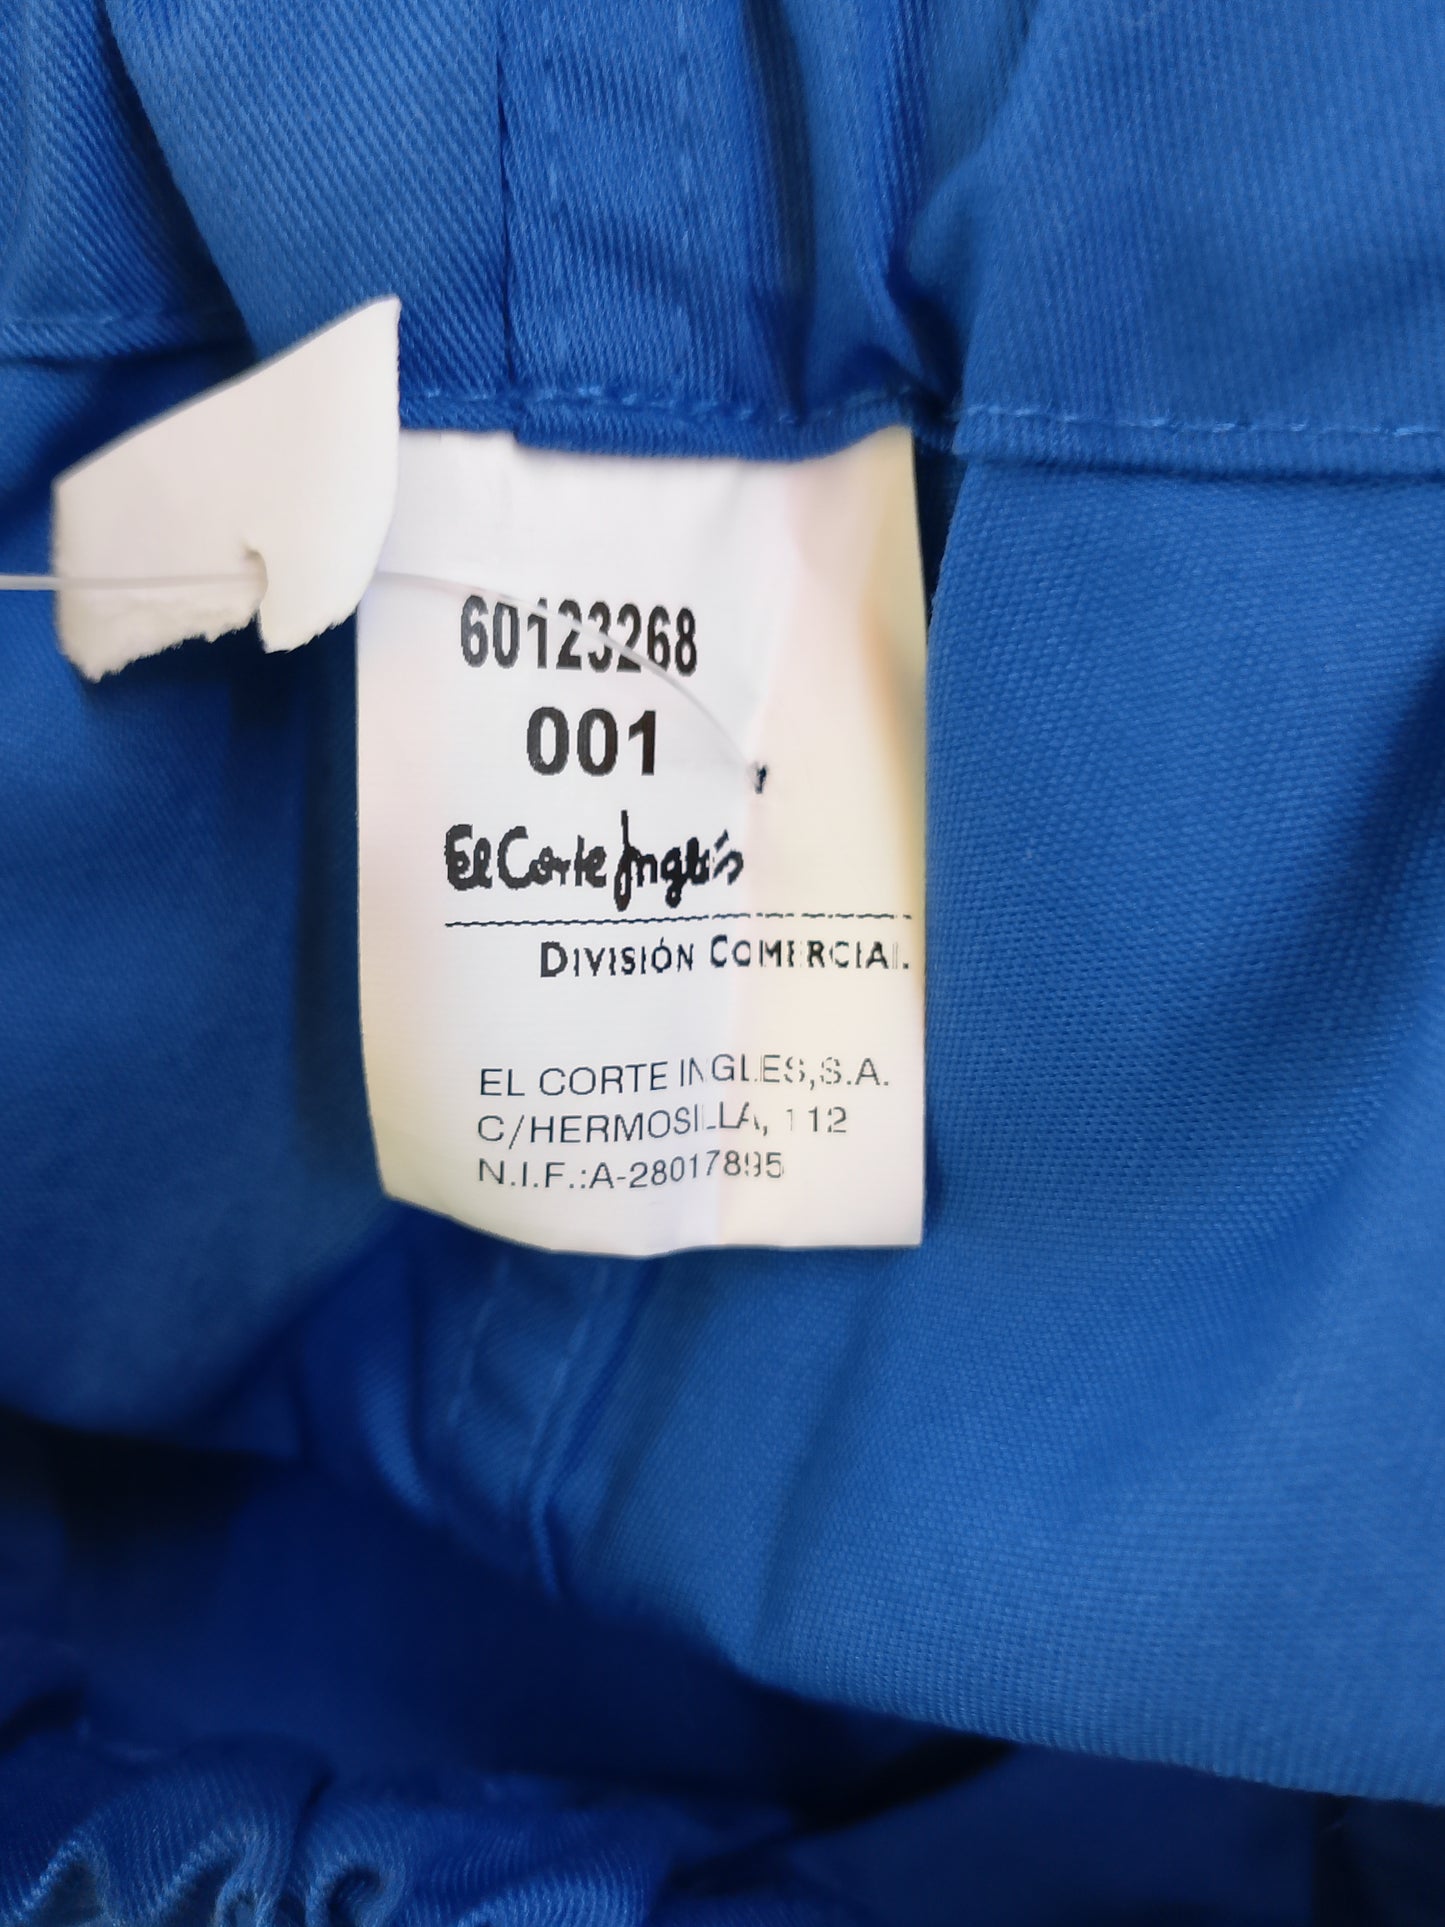 60123268
001
El Corte Inglés
DIVISIÓN COMERCIAL
EL CORTE INGLES,S.A.
C/HERMOSILLA, 112
N.I.F.:A-28017895